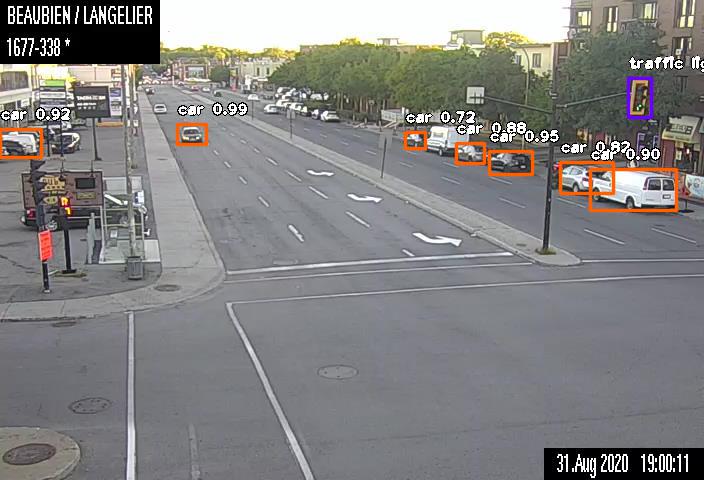 BEAUBIEN / LANGELIER
1677-338 *
traffic lig
car 0.99
car 0.92
car 0.72
car 0.88
car 0.95
car 0.82
car 0.90
31.Aug 2020 19:00:11